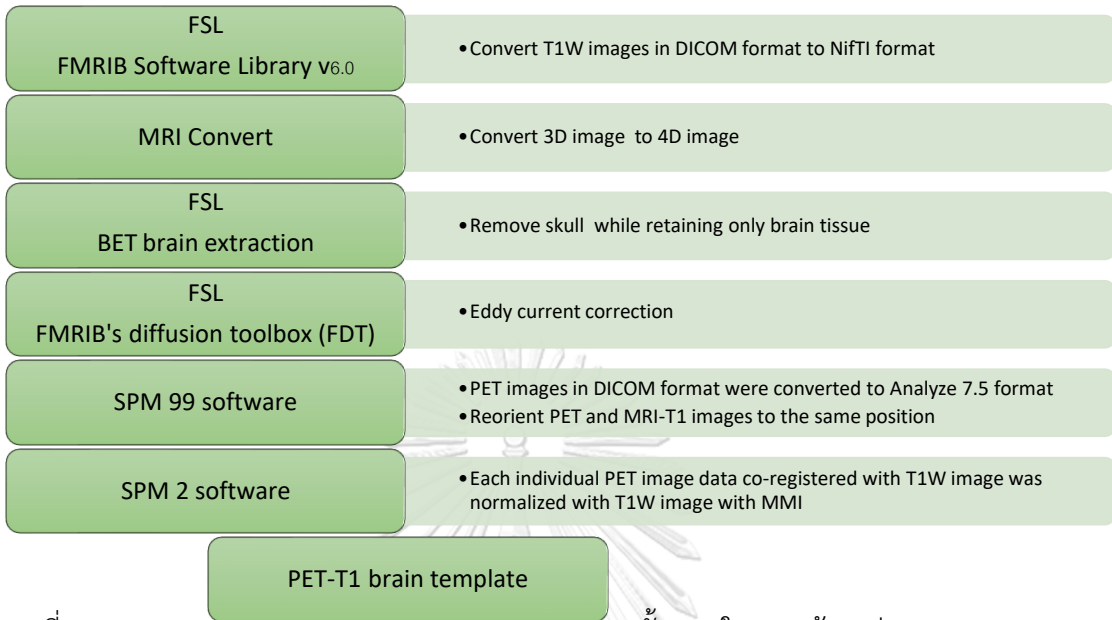 FSL
FMRIB Software Library v6.0
•Convert T1W images in DICOM format to NifTI format
MRI Convert
•Convert 3D image to 4D image
FSL
BET brain extraction
•Remove skull while retaining only brain tissue
FSL
FMRIB's diffusion toolbox (FDT)
•Eddy current correction
SPM 99 software
•PET images in DICOM format were converted to Analyze 7.5 format
•Reorient PET and MRI-T1 images to the same position
SPM 2 software
•Each individual PET image data co-registered with T1W image was
normalized with T1W image with MMI
PET-T1 brain template